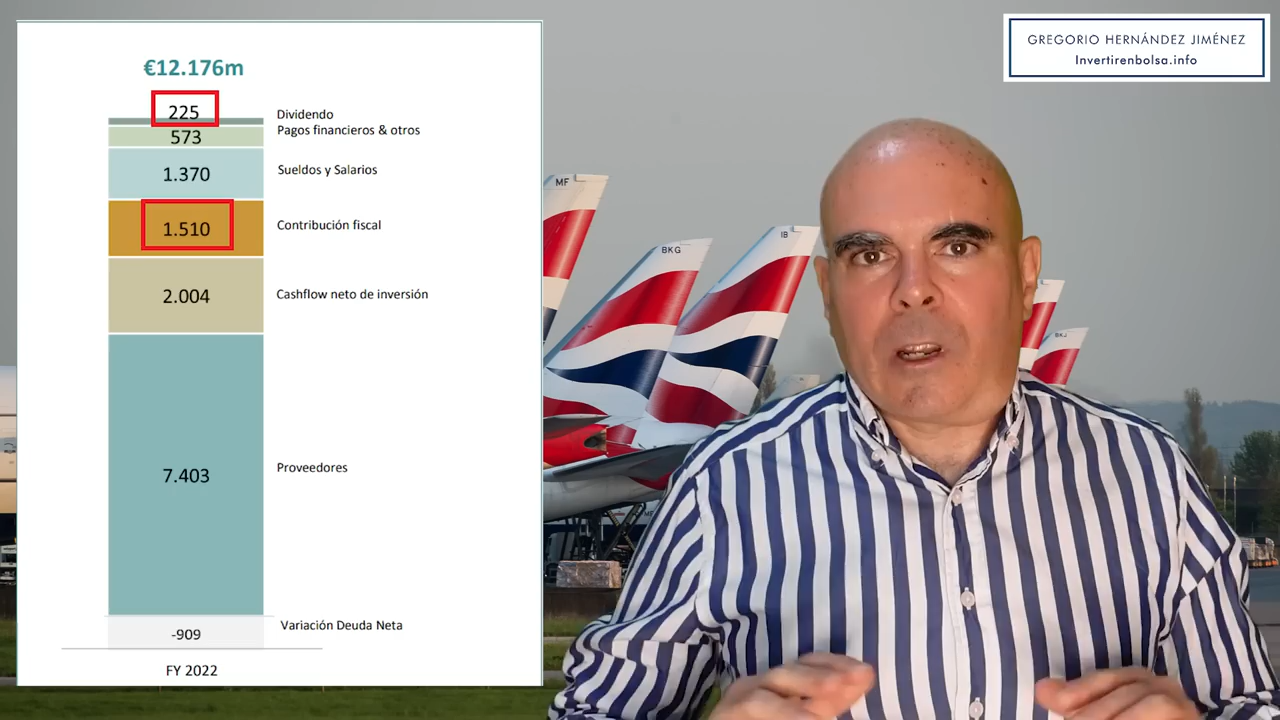 €12.176m
225
Dividendo
573
Pagos financieros & otros
1.370
Sueldos y Salarios
1.510
Contribución fiscal
2.004
Cashflow neto de inversión
7.403
Proveedores
-909
Variación Deuda Neta
FY 2022
GREGORIO HERNÁNDEZ JIMÉNEZ
Invertirenbolsa.info
MF
BKG
IB
BKJ
MF